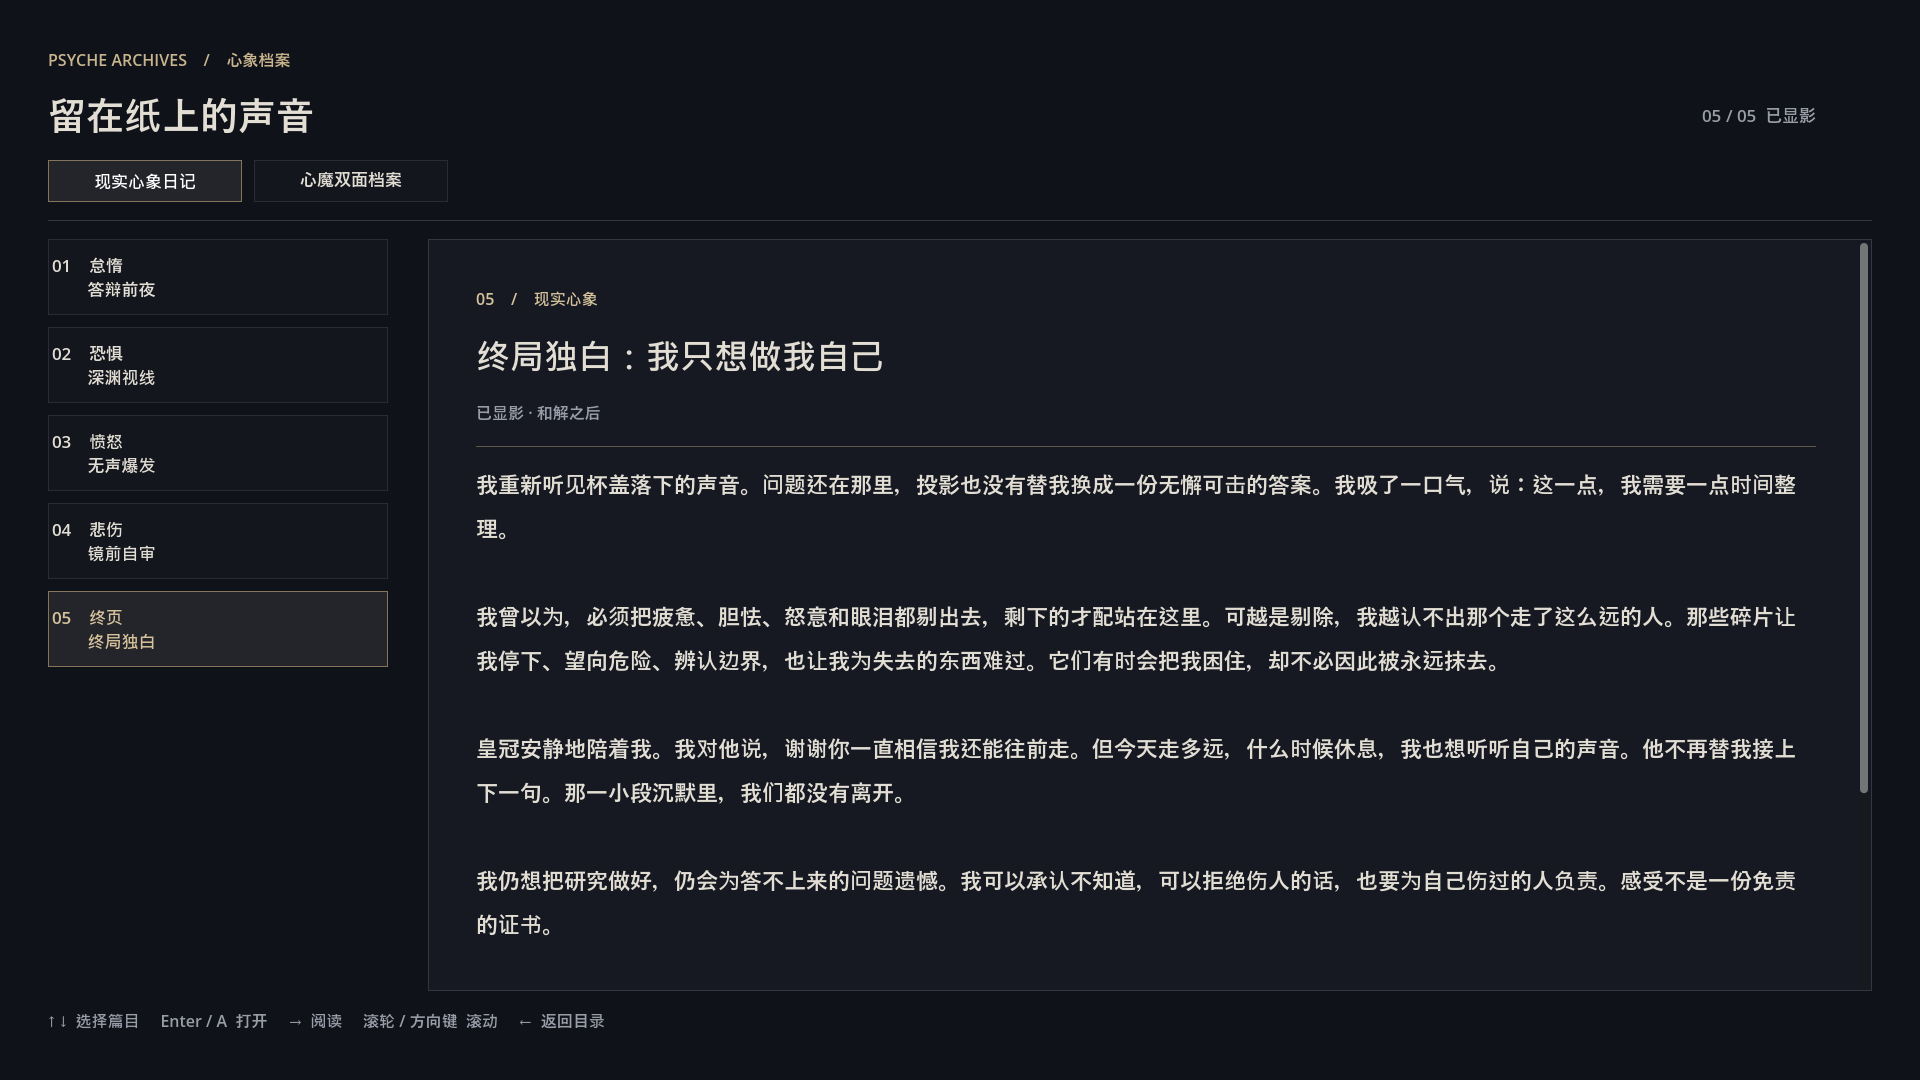 PSYCHE ARCHIVES / 心象档案
留在纸上的声音
05 / 05 已显影
现实心象日记
心魔双面档案
01 怠惰
答辩前夜
02 恐惧
深渊视线
03 愤怒
无声爆发
04 悲伤
镜前自审
05 终页
终局独白
05 / 现实心象
终局独白：我只想做我自己
已显影 · 和解之后
我重新听见杯盖落下的声音。问题还在那里，投影也没有替我换成一份无懈可击的答案。我吸了一口气，说：这一点，我需要一点时间整
理。
我曾以为，必须把疲惫、胆怯、怒意和眼泪都剔出去，剩下的才配站在这里。可越是剔除，我越认不出那个走了这么远的人。那些碎片让
我停下、望向危险、辨认边界，也让我为失去的东西难过。它们有时会把我困住，却不必因此被永远抹去。
皇冠安静地陪着我。我对他说，谢谢你一直相信我还能往前走。但今天走多远，什么时候休息，我也想听听自己的声音。他不再替我接上
下一句。那一小段沉默里，我们都没有离开。
我仍想把研究做好，仍会为答不上来的问题遗憾。我可以承认不知道，可以拒绝伤人的话，也要为自己伤过的人负责。感受不是一份免责
的证书。
↑ ↓ 选择篇目 Enter / A 打开 → 阅读 滚轮 / 方向键 滚动 ← 返回目录